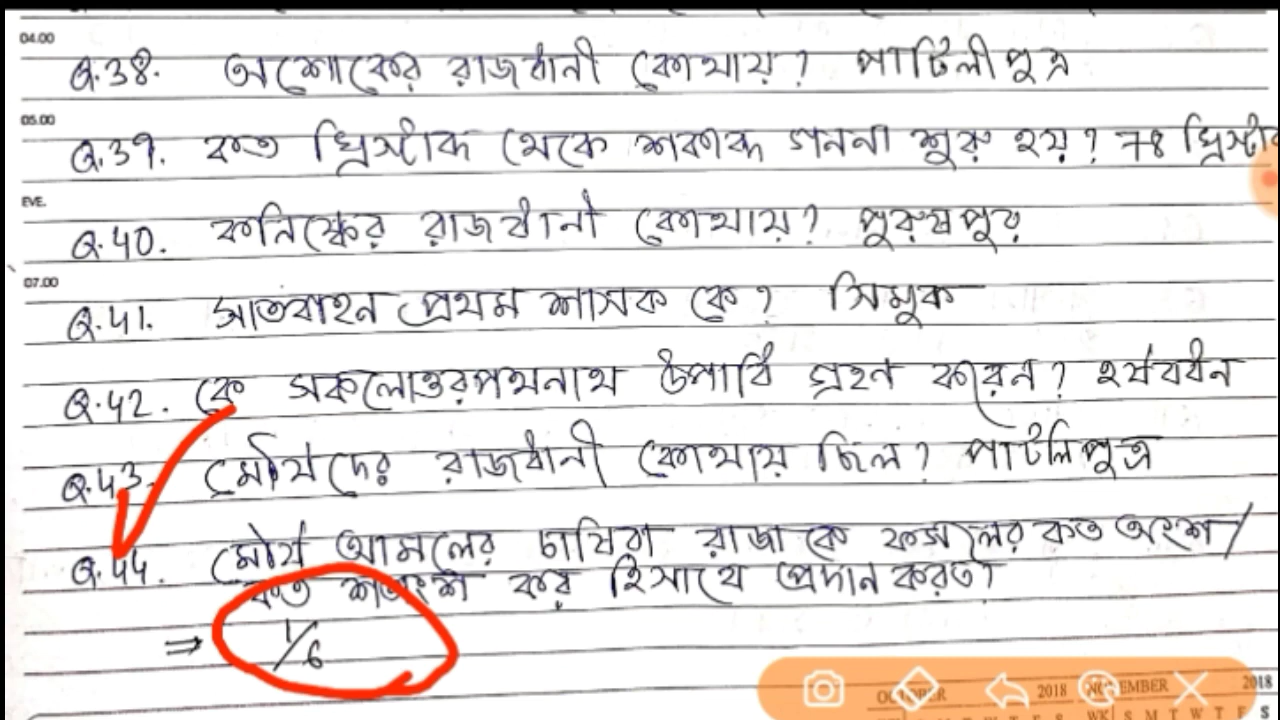 04.00
Q.38. অশোকের রাজধানী কোথায়? পাটিলীপুত্র
05.00
Q.39. কত খ্রিস্টাব্দ থেকে শকাব্দ গননা শুরু হয়? 78 খ্রিস্টাব্দ
EVE.
Q.40. কনিষ্কের রাজধানী কোথায়? পুরুষপুর
07.00
Q.41. সাতবাহন প্রথম শাসক কে? সিমুক
Q.42. কে সকলোত্তরপথনাথ উপাধি গ্রহণ করেন? হর্ষবর্ধন
Q.43. মৌর্যদের রাজধানী কোথায় ছিল? পাটলিপুত্র
Q.44. মৌর্য আমলের চাষিরা রাজা কে ফসলের কত অংশ/
কত শতাংশ কর হিসাবে প্রদান করত?
⇒ 1/6
OCTOBER 2018 NOVEMBER 2018
WK S M T W T F S